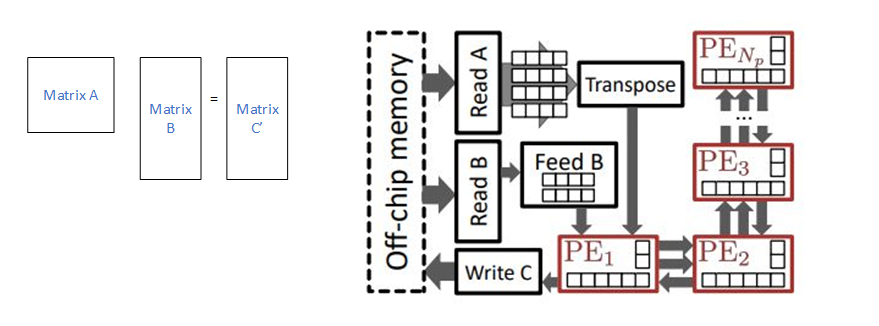 Matrix A
Matrix
B
=
Matrix
C’
Off-chip memory
Read A
Transpose
Read B
Feed B
Write C
PE1
PE2
PE3
...
PENp